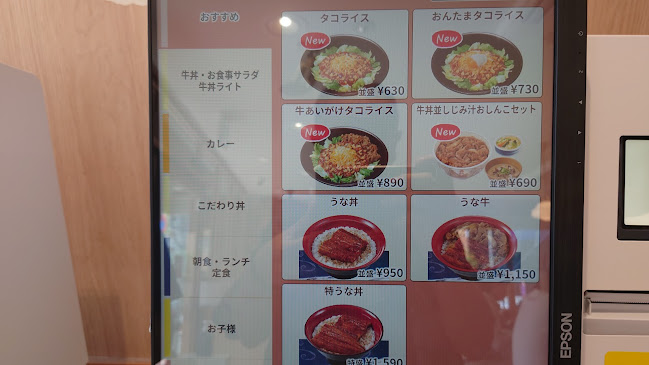 おすすめ
牛丼・お食事サラダ
牛丼ライト
カレー
こだわり丼
朝食・ランチ
定食
お子様
タコライス
New
並盛 ¥630
おんたまタコライス
New
並盛 ¥730
牛あいがけタコライス
New
並盛 ¥890
牛丼並しじみ汁おしんこセット
New
並盛 ¥690
うな丼
並盛 ¥950
うな牛
並盛 ¥1,150
特うな丼
特盛 ¥1,590
EPSON